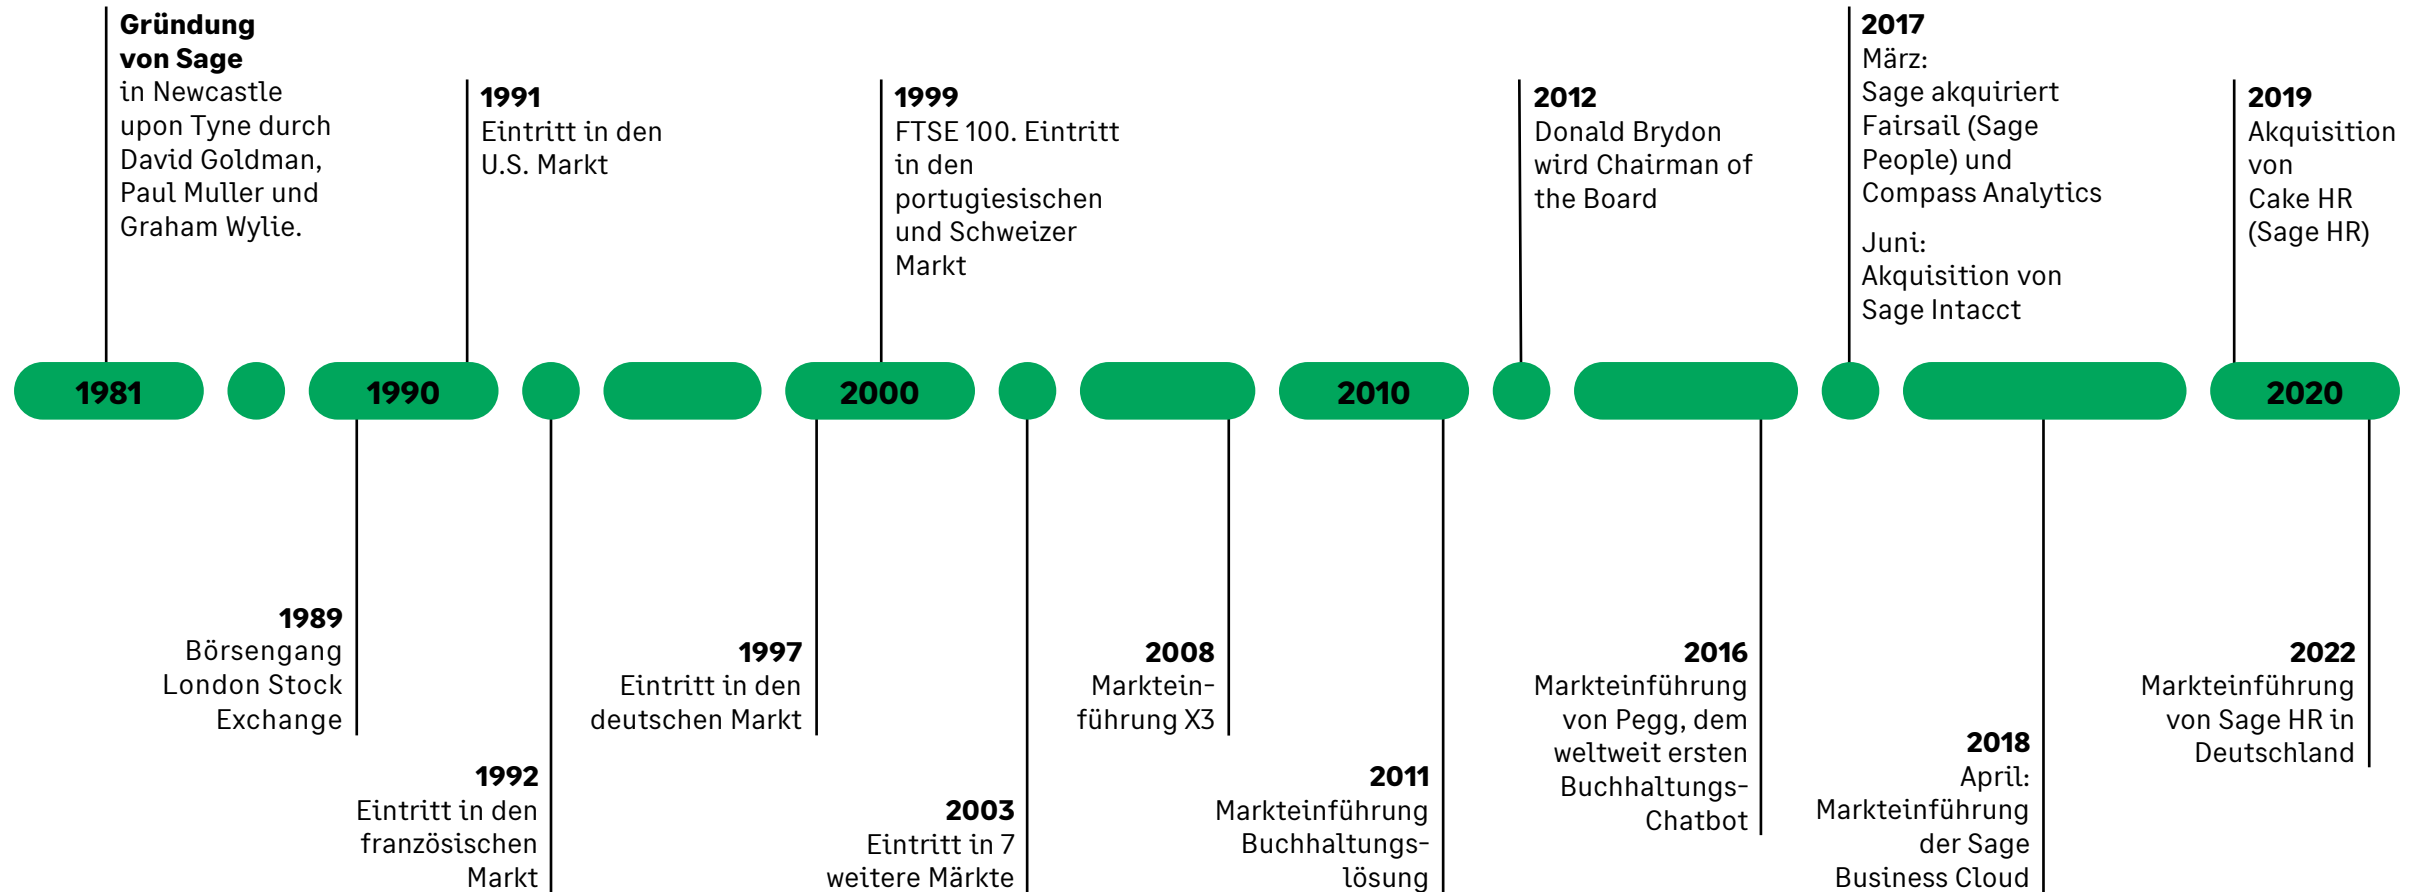 Gründung
von Sage
in Newcastle
upon Tyne durch
David Goldman,
Paul Muller und
Graham Wylie.
1991
Eintritt in den
U.S. Markt
1999
FTSE 100. Eintritt
in den
portugiesischen
und Schweizer
Markt
2012
Donald Brydon
wird Chairman of
the Board
2017
März:
Sage akquiriert
Fairsail (Sage
People) und
Compass Analytics
Juni:
Akquisition von
Sage Intacct
2019
Akquisition
von
Cake HR
(Sage HR)
1981
1990
2000
2010
2020
1989
Börsengang
London Stock
Exchange
1992
Eintritt in den
französischen
Markt
1997
Eintritt in den
deutschen Markt
2003
Eintritt in 7
weitere Märkte
2008
Marktein-
führung X3
2011
Markteinführung
Buchhaltungs-
lösung
2016
Markteinführung
von Pegg, dem
weltweit ersten
Buchhaltungs-
Chatbot
2018
April:
Markteinführung
der Sage
Business Cloud
2022
Markteinführung
von Sage HR in
Deutschland